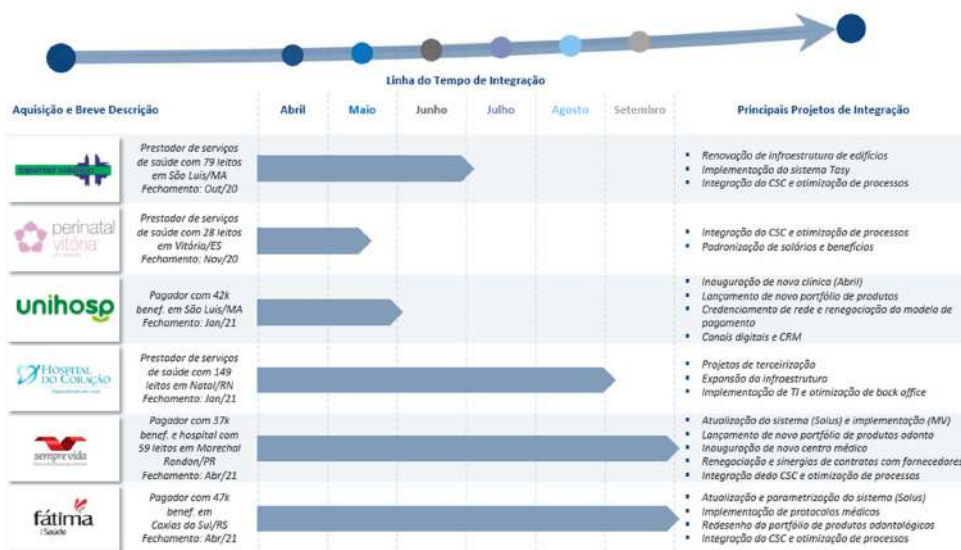 Linha do Tempo de Integração
Aquisição e Breve Descrição
Abril
Maio
Junho
Julho
Agosto
Setembro
Principais Projetos de Integração
CENTRO MÉDICO
Prestador de serviços
de saúde com 79 leitos
em São Luís/MA
Fechamento: Out/20
Renovação de infraestrutura de edifícios
Implementação do sistema Tasy
Integração do CSC e otimização de processos
perinatal
vitória
Prestador de serviços
de saúde com 28 leitos
em Vitória/ES
Fechamento: Nov/20
Integração do CSC e otimização de processos
Padronização de salários e benefícios
unihosp
Pagador com 42k
benef. em São Luís/MA
Fechamento: Jan/21
Inauguração de nova clínica (Abril)
Lançamento de novo portfólio de produtos
Credenciamento de rede e renegociação do modelo de
pagamento
Canais digitais e CRM
HOSPITAL
DO CORAÇÃO
Prestador de serviços
de saúde com 149
leitos em Natal/RN
Fechamento: Jan/21
Projetos de terceirização
Expansão da infraestrutura
Implementação de TI e otimização de back office
sempre vida
Pagador com 37k
benef. e hospital com
59 leitos em Marechal
Rondon/PR
Fechamento: Abr/21
Atualização do sistema (Solus) e implementação (MV)
Lançamento de novo portfólio de produtos odonto
Inauguração de novo centro médico
Renegociação e sinergias de contratos com fornecedores
Integração dedo CSC e otimização de processos
fátima
Saúde
Pagador com 47k
benef. em
Caxias do Sul/RS
Fechamento: Abr/21
Atualização e parametrização do sistema (Solus)
Implementação de protocolos médicos
Redesenho do portfólio de produtos odontológicos
Integração do CSC e otimização de processos